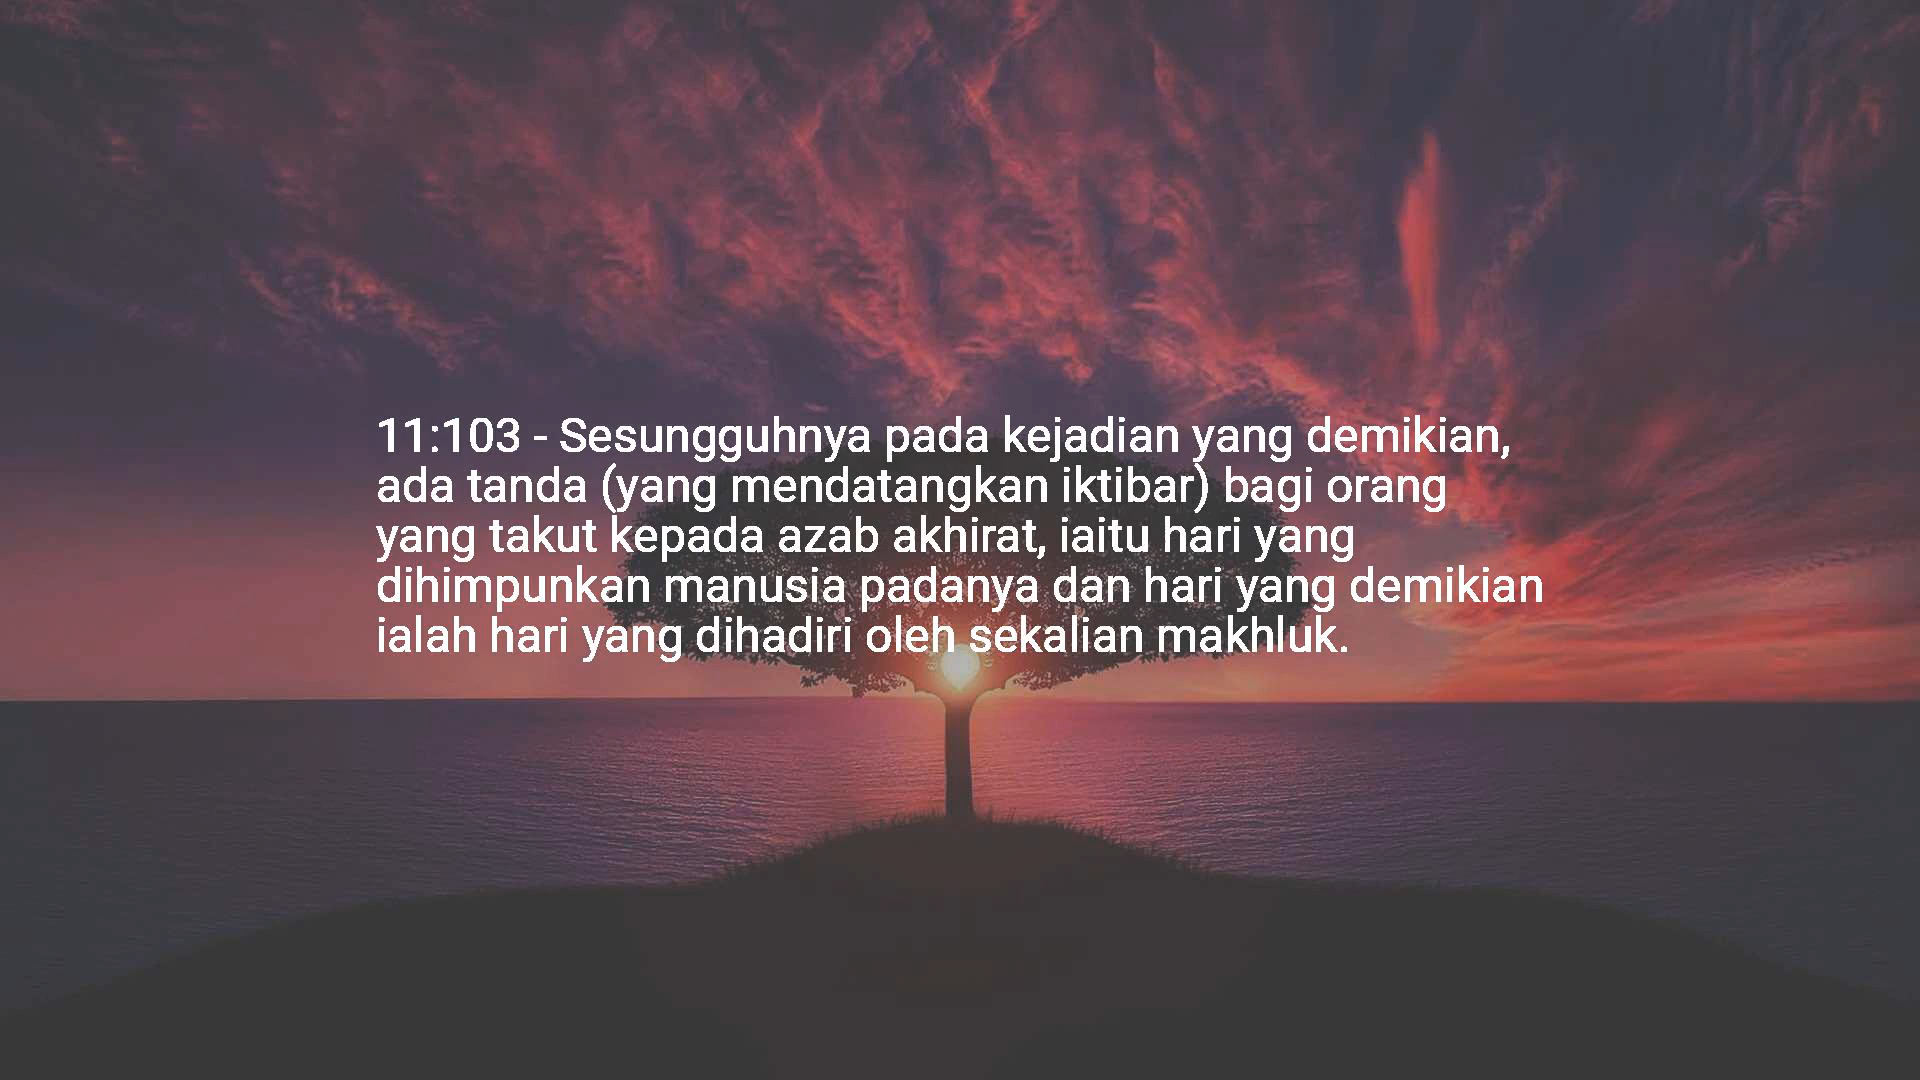 11:103 - Sesungguhnya pada kejadian yang demikian,
ada tanda (yang mendatangkan iktibar) bagi orang
yang takut kepada azab akhirat, iaitu hari yang
dihimpunkan manusia padanya dan hari yang demikian
ialah hari yang dihadiri oleh sekalian makhluk.